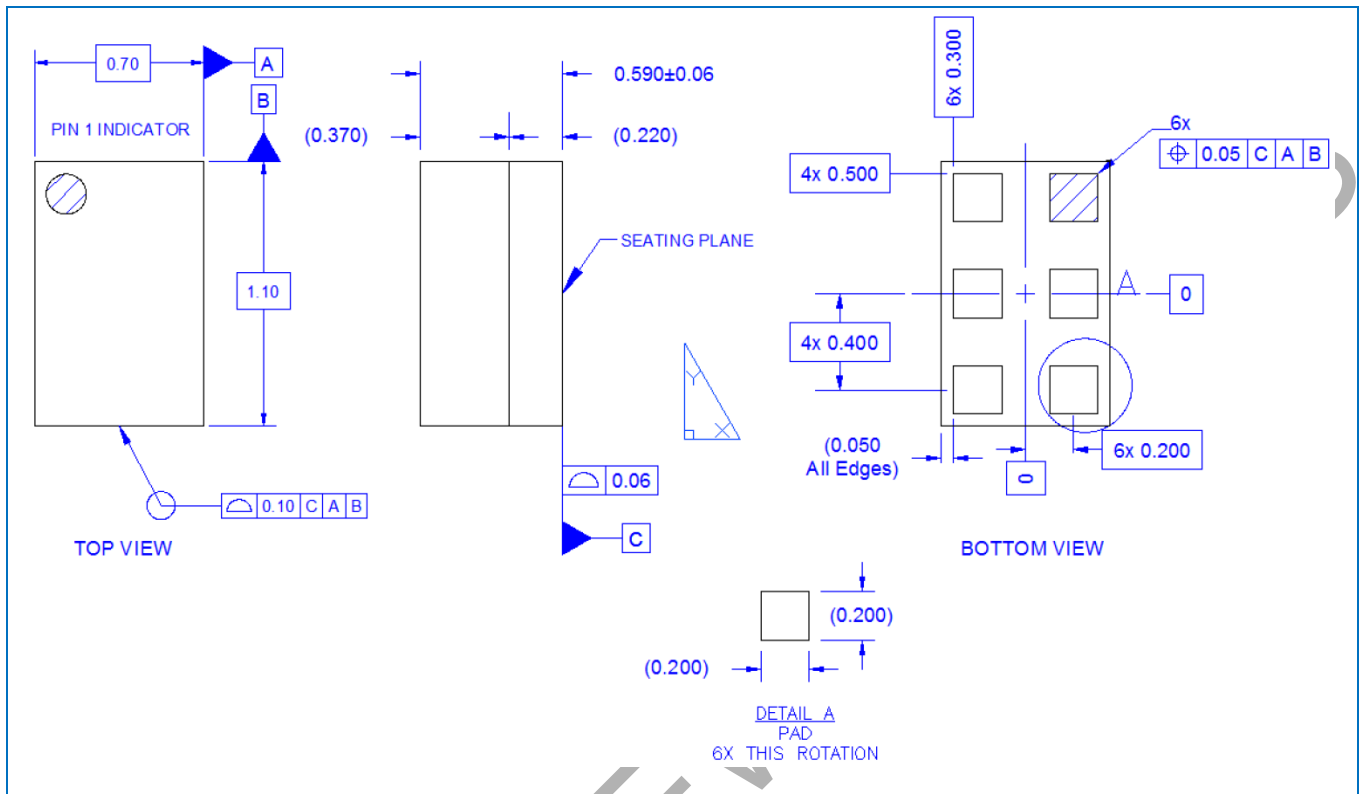 0.70
A
B
PIN 1 INDICATOR
1.10
0.10 C A B
TOP VIEW
0.590±0.06
(0.370)
(0.220)
SEATING PLANE
0.06
C
Y
X
6x 0.300
6x
0.05 C A B
4x 0.500
A
0
4x 0.400
(0.050
All Edges)
6x 0.200
0
BOTTOM VIEW
(0.200)
(0.200)
DETAIL A
PAD
6X THIS ROTATION